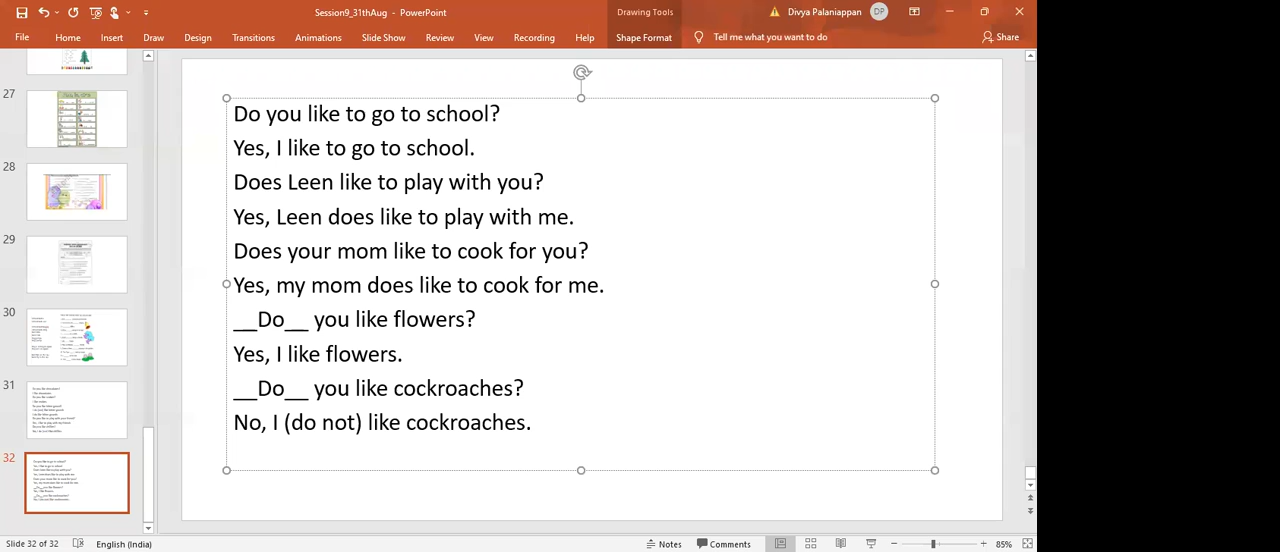 Session9_31thAug - PowerPoint
Drawing Tools
Divya Palaniappan
DP
File
Home
Insert
Draw
Design
Transitions
Animations
Slide Show
Review
View
Recording
Help
Shape Format
Tell me what you want to do
Share
27
28
29
30
31
32
Do you like to go to school?
Yes, I like to go to school.
Does Leen like to play with you?
Yes, Leen does like to play with me.
Does your mom like to cook for you?
Yes, my mom does like to cook for me.
__Do__ you like flowers?
Yes, I like flowers.
__Do__ you like cockroaches?
No, I (do not) like cockroaches.
Slide 32 of 32
English (India)
Notes
Comments
85%